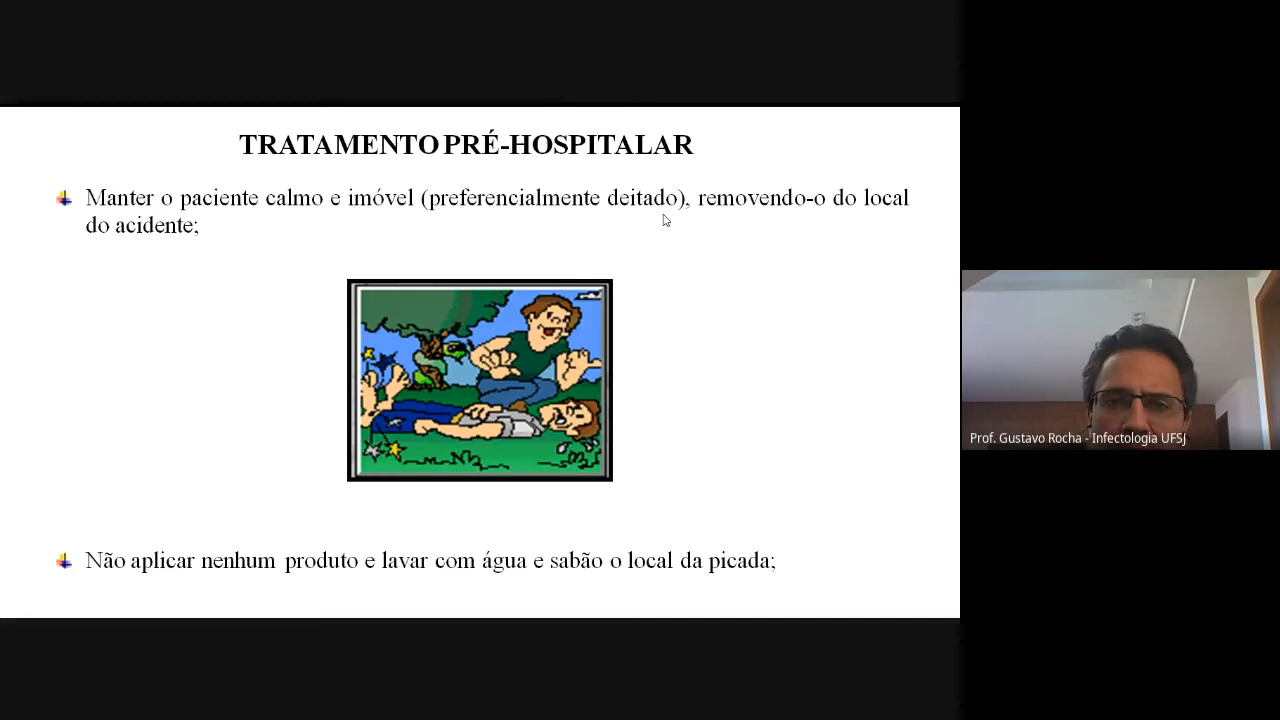 TRATAMENTO PRÉ-HOSPITALAR
Manter o paciente calmo e imóvel (preferencialmente deitado), removendo-o do local
do acidente;
Não aplicar nenhum produto e lavar com água e sabão o local da picada;
Prof. Gustavo Rocha - Infectologia UFSJ